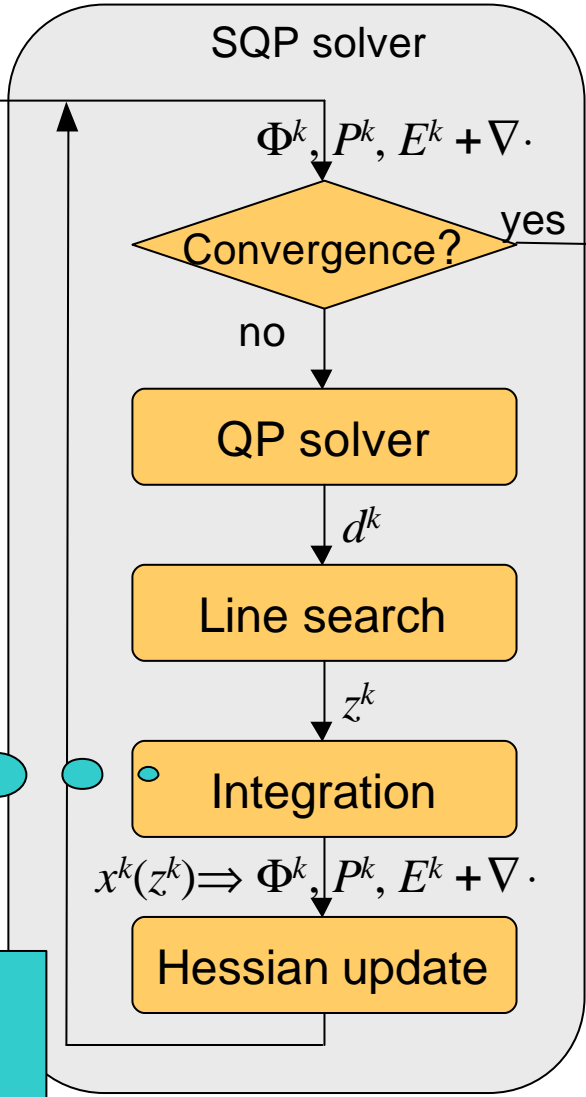 SQP solver
Φᵏ, Pᵏ, Eᵏ + ∇ ·
Convergence?
yes
no
QP solver
dᵏ
Line search
zᵏ
Integration
xᵏ(zᵏ)⇒ Φᵏ, Pᵏ, Eᵏ + ∇ ·
Hessian update